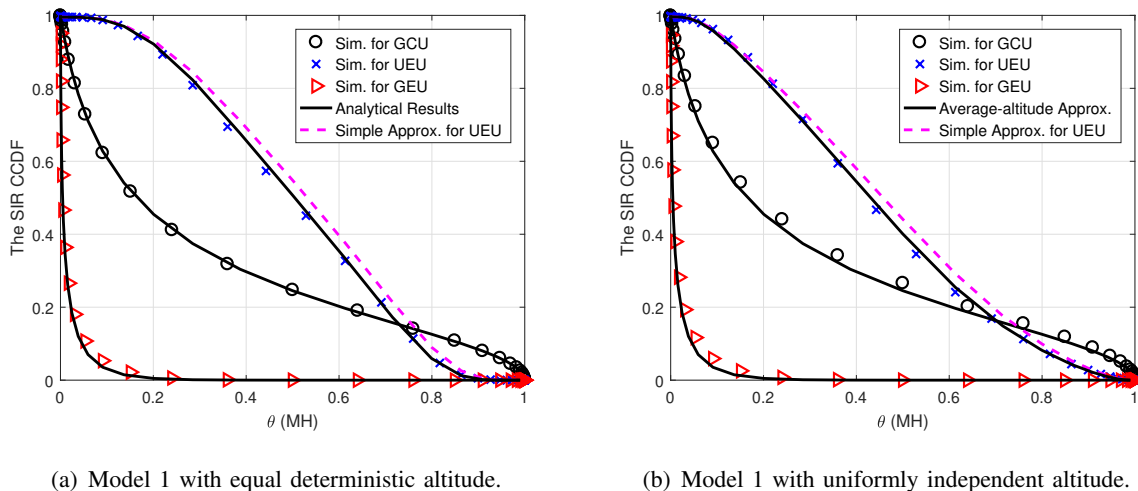 1
0.8
0.6
0.4
0.2
0
The SIR CCDF
0 0.2 0.4 0.6 0.8 1
θ (MH)
Sim. for GCU
Sim. for UEU
Sim. for GEU
Analytical Results
Simple Approx. for UEU
(a) Model 1 with equal deterministic altitude.
1
0.8
0.6
0.4
0.2
0
The SIR CCDF
0 0.2 0.4 0.6 0.8 1
θ (MH)
Sim. for GCU
Sim. for UEU
Sim. for GEU
Average-altitude Approx.
Simple Approx. for UEU
(b) Model 1 with uniformly independent altitude.